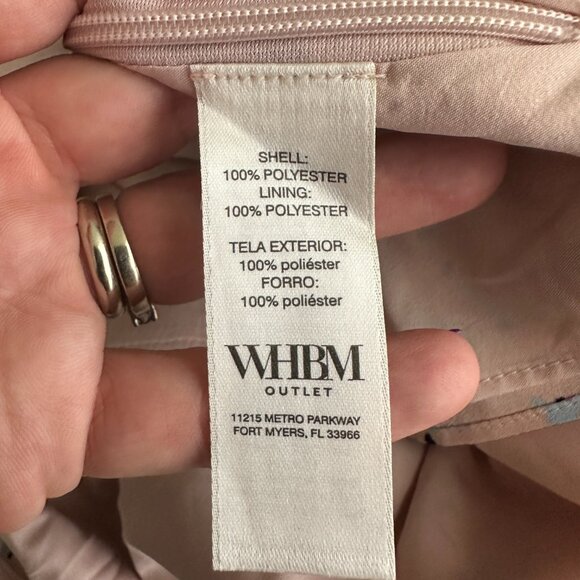 SHELL:
100% POLYESTER
LINING:
100% POLYESTER
TELA EXTERIOR:
100% poliéster
FORRO:
100% poliéster
WHBM
OUTLET
11215 METRO PARKWAY
FORT MYERS, FL 33966